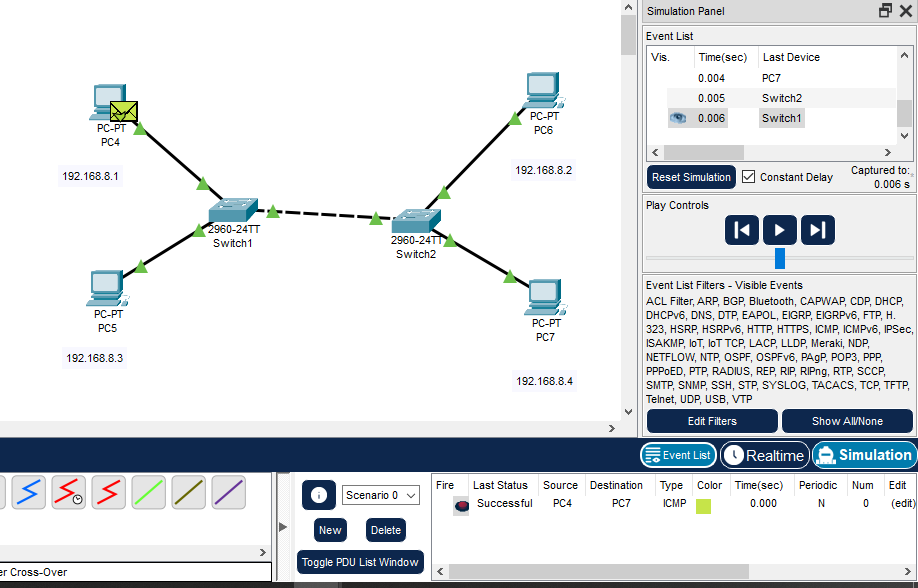 Simulation Panel
Event List
Vis. Time(sec) Last Device
0.004 PC7
0.005 Switch2
0.006 Switch1
Reset Simulation Constant Delay Captured to:
0.006 s
Play Controls
Event List Filters - Visible Events
ACL Filter, ARP, BGP, Bluetooth, CAPWAP, CDP, DHCP,
DHCPv6, DNS, DTP, EAPOL, EIGRP, EIGRPv6, FTP, H.
323, HSRP, HSRPv6, HTTP, HTTPS, ICMP, ICMPv6, IPSec,
ISAKMP, IoT, IoT TCP, LACP, LLDP, Meraki, NDP,
NETFLOW, NTP, OSPF, OSPFv6, PAgP, POP3, PPP,
PPPoED, PTP, RADIUS, REP, RIP, RIPng, RTP, SCCP,
SMTP, SNMP, SSH, STP, SYSLOG, TACACS, TCP, TFTP,
Telnet, UDP, USB, VTP
Edit Filters Show All/None
PC-PT
PC4
192.168.8.1
PC-PT
PC6
192.168.8.2
2960-24TT
Switch1
2960-24TT
Switch2
PC-PT
PC5
192.168.8.3
PC-PT
PC7
192.168.8.4
Event List Realtime Simulation
Scenario 0
New Delete
Toggle PDU List Window
Fire Last Status Source Destination Type Color Time(sec) Periodic Num Edit
Successful PC4 PC7 ICMP 0.000 N 0 (edit)
er Cross-Over